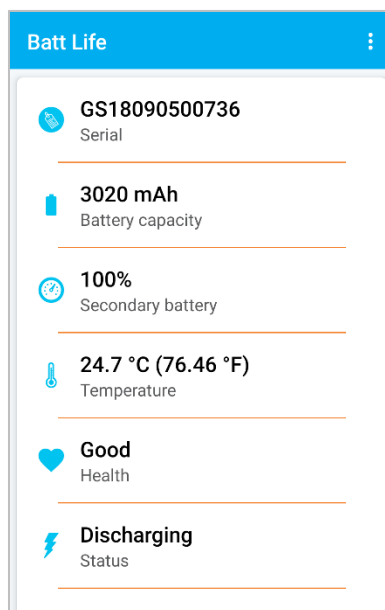 Batt Life
GS18090500736
Serial
3020 mAh
Battery capacity
100%
Secondary battery
24.7 °C (76.46 °F)
Temperature
Good
Health
Discharging
Status